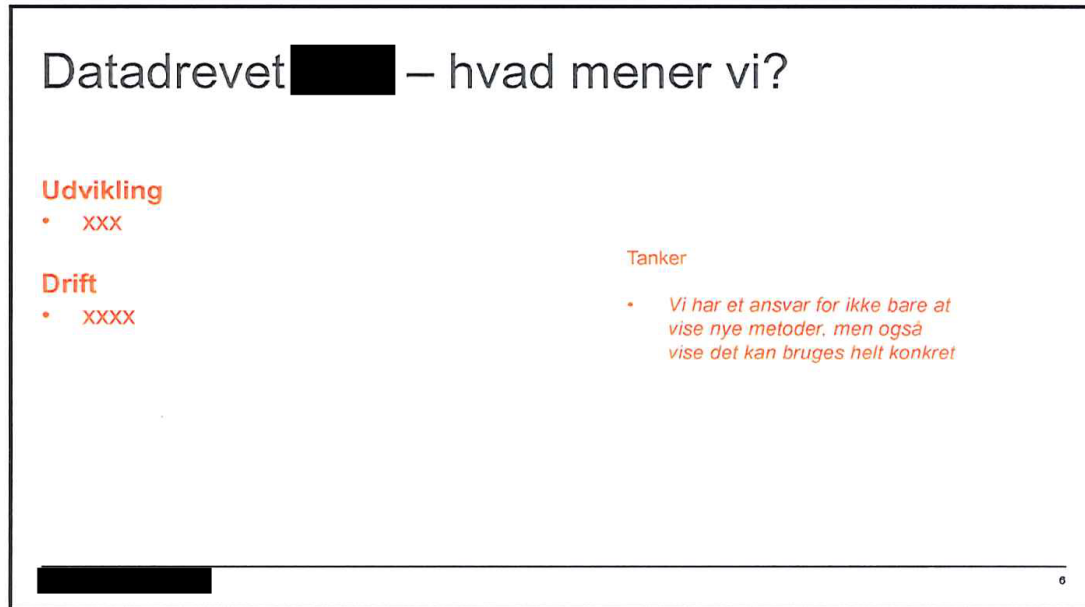 Datadrevet – hvad mener vi?
Udvikling
• XXX
Drift
• XXXX
Tanker
• Vi har et ansvar for ikke bare at
vise nye metoder, men også
vise det kan bruges helt konkret
6